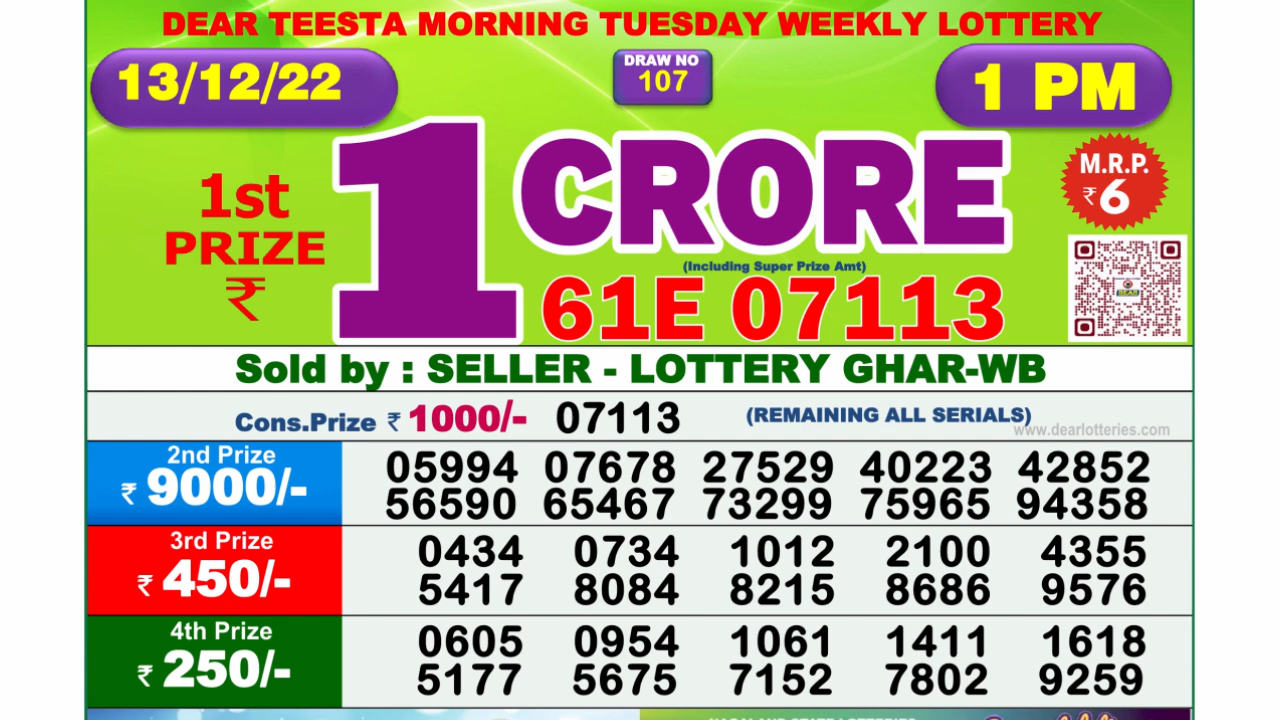 DEAR TEESTA MORNING TUESDAY WEEKLY LOTTERY
13/12/22
DRAW NO
107
1 PM
1st
PRIZE
₹
1 CRORE
(Including Super Prize Amt)
61E 07113
M.R.P.
₹ 6
DEAR
Sold by : SELLER - LOTTERY GHAR-WB
Cons.Prize ₹ 1000/- 07113 (REMAINING ALL SERIALS)
www.dearlotteries.com
2nd Prize
₹ 9000/-
05994 07678 27529 40223 42852
56590 65467 73299 75965 94358
3rd Prize
₹ 450/-
0434 0734 1012 2100 4355
5417 8084 8215 8686 9576
4th Prize
₹ 250/-
0605 0954 1061 1411 1618
5177 5675 7152 7802 9259